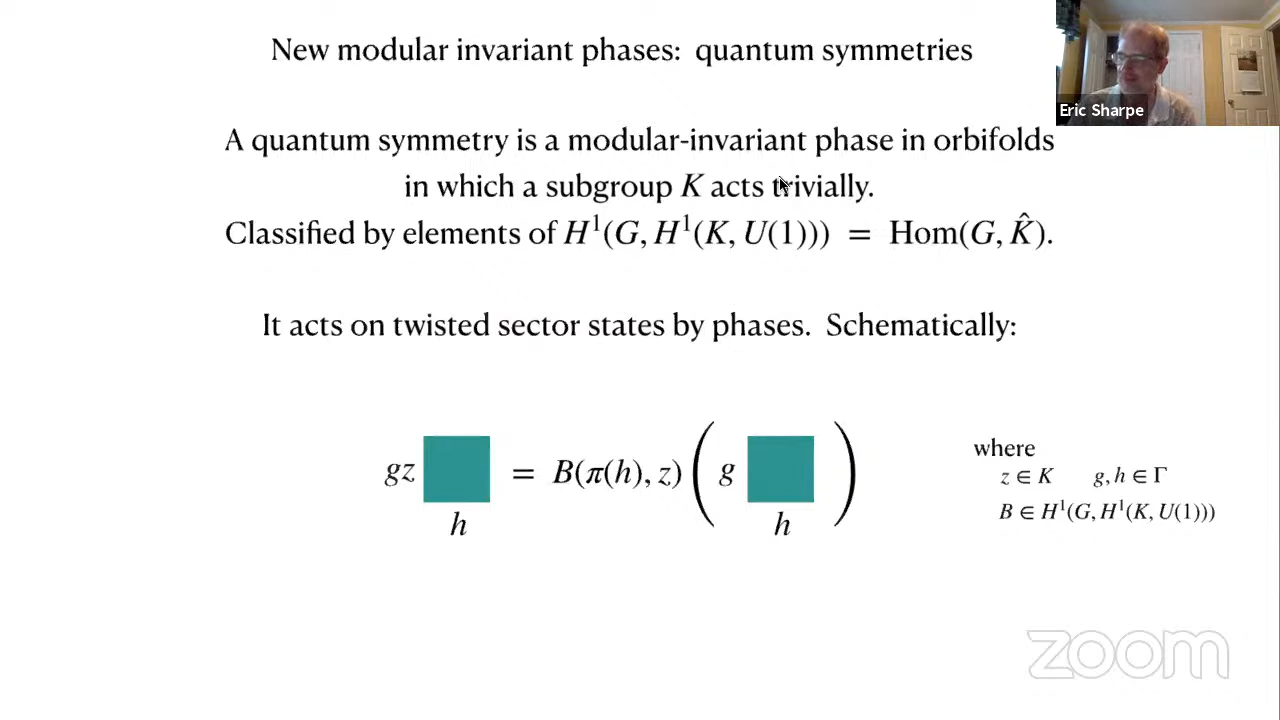 New modular invariant phases: quantum symmetries
Eric Sharpe
A quantum symmetry is a modular-invariant phase in orbifolds
in which a subgroup K acts trivially.
Classified by elements of H¹(G, H¹(K, U(1))) = Hom(G, K̂).
It acts on twisted sector states by phases. Schematically:
gz = B(π(h), z) ( g )
h h
where
z ∈ K g, h ∈ Γ
B ∈ H¹(G, H¹(K, U(1)))
zoom